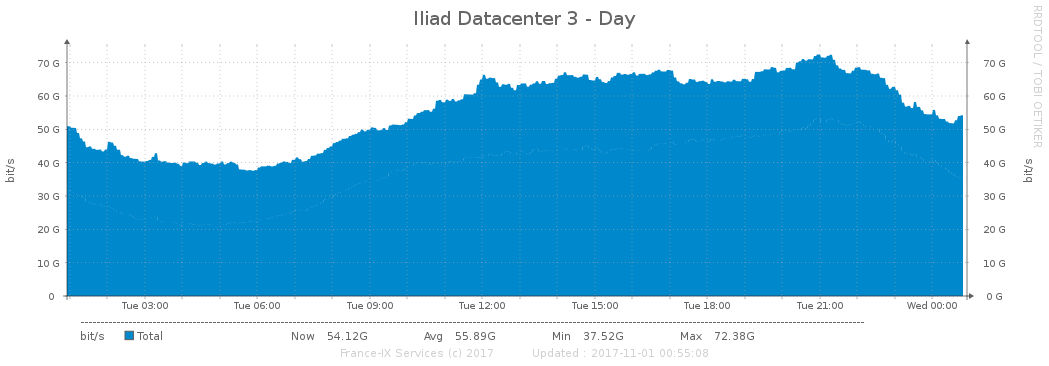 Iliad Datacenter 3 - Day
RRDTOOL / TOBI OETIKER
bit/s
70 G 70 G
60 G 60 G
50 G 50 G
40 G 40 G
30 G 30 G
20 G 20 G
10 G 10 G
0 0 G
bit/s
Tue 03:00 Tue 06:00 Tue 09:00 Tue 12:00 Tue 15:00 Tue 18:00 Tue 21:00 Wed 00:00
bit/s Total Now 54.12G Avg 55.89G Min 37.52G Max 72.38G
France-IX Services (c) 2017 Updated : 2017-11-01 00:55:08